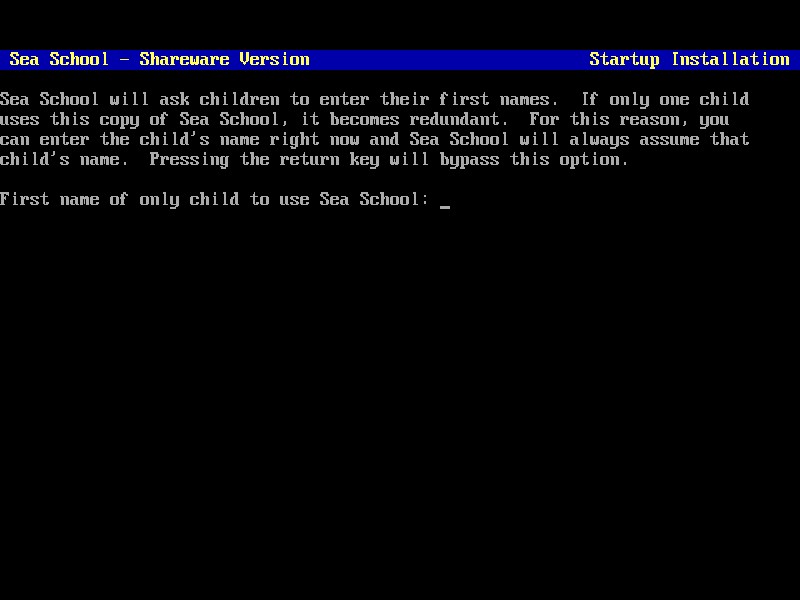 Sea School - Shareware Version Startup Installation
Sea School will ask children to enter their first names.  If only one child
uses this copy of Sea School, it becomes redundant.  For this reason, you
can enter the child's name right now and Sea School will always assume that
child's name.  Pressing the return key will bypass this option.
First name of only child to use Sea School: _